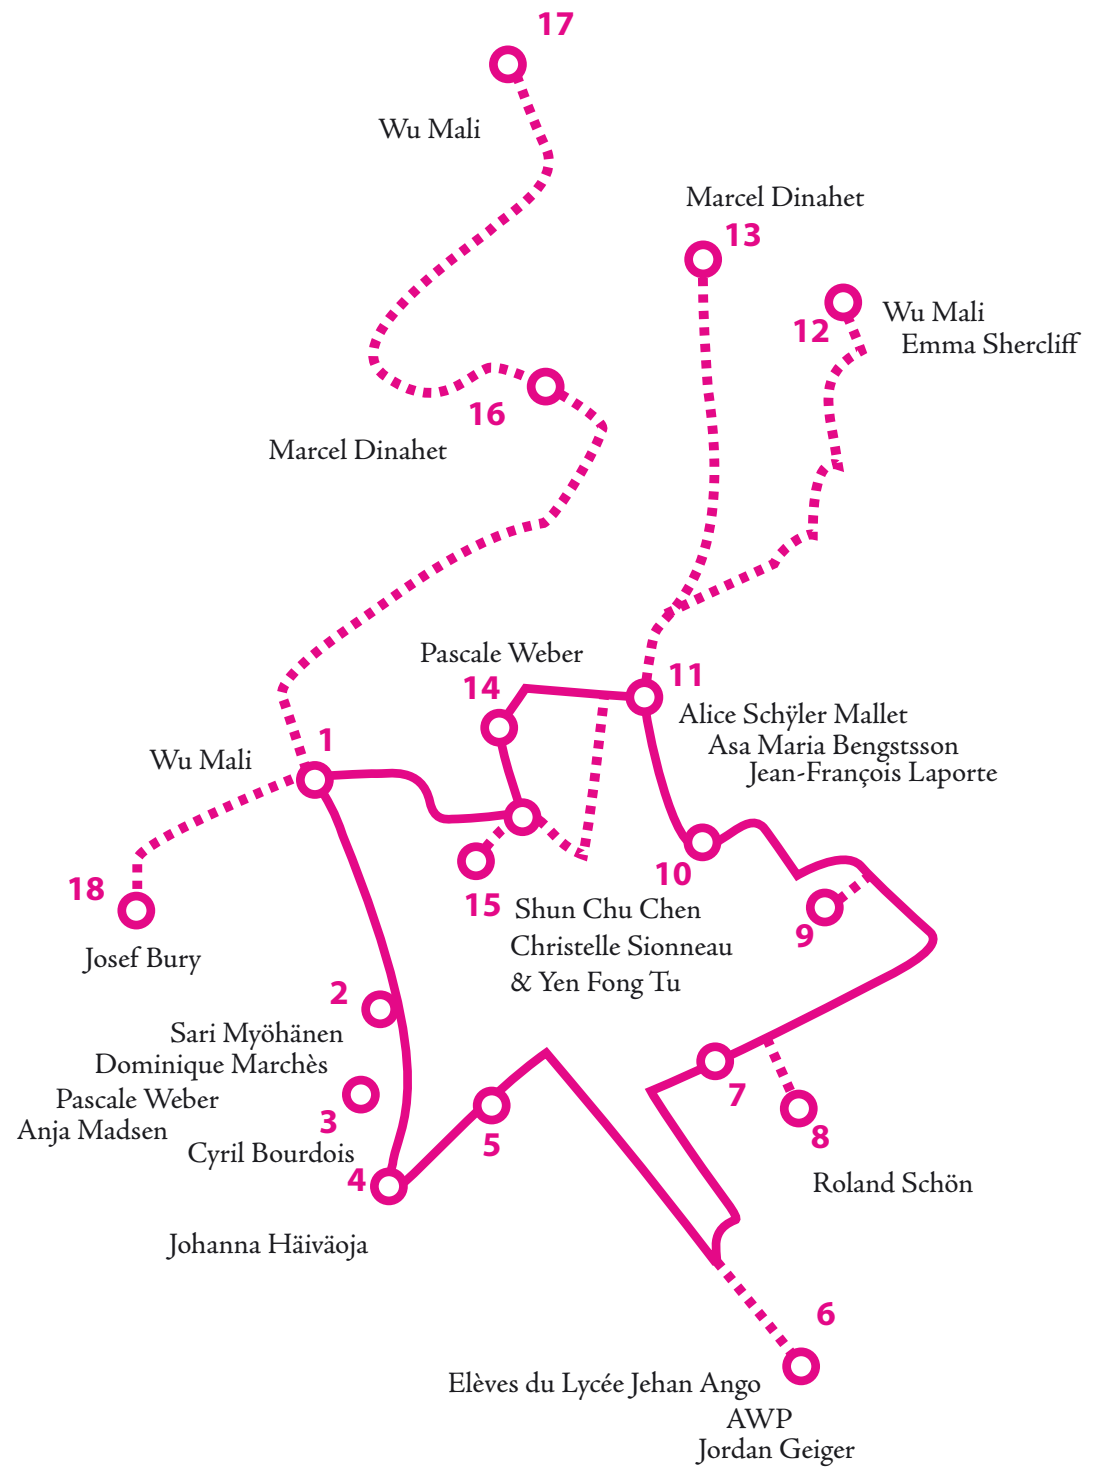 17
Wu Mali
Marcel Dinahet
13
12
Wu Mali
Emma Shercliff
16
Marcel Dinahet
Pascale Weber
14
11
Alice Schÿler Mallet
Asa Maria Bengstsson
Jean-François Laporte
1
Wu Mali
10
18
15
Shun Chu Chen
Christelle Sionneau
& Yen Fong Tu
9
Josef Bury
2
Sari Myöhänen
Dominique Marchès
Pascale Weber
Anja Madsen
3
Cyril Bourdois
4
5
7
8
Roland Schön
Johanna Häiväoja
6
Elèves du Lycée Jehan Ango
AWP
Jordan Geiger